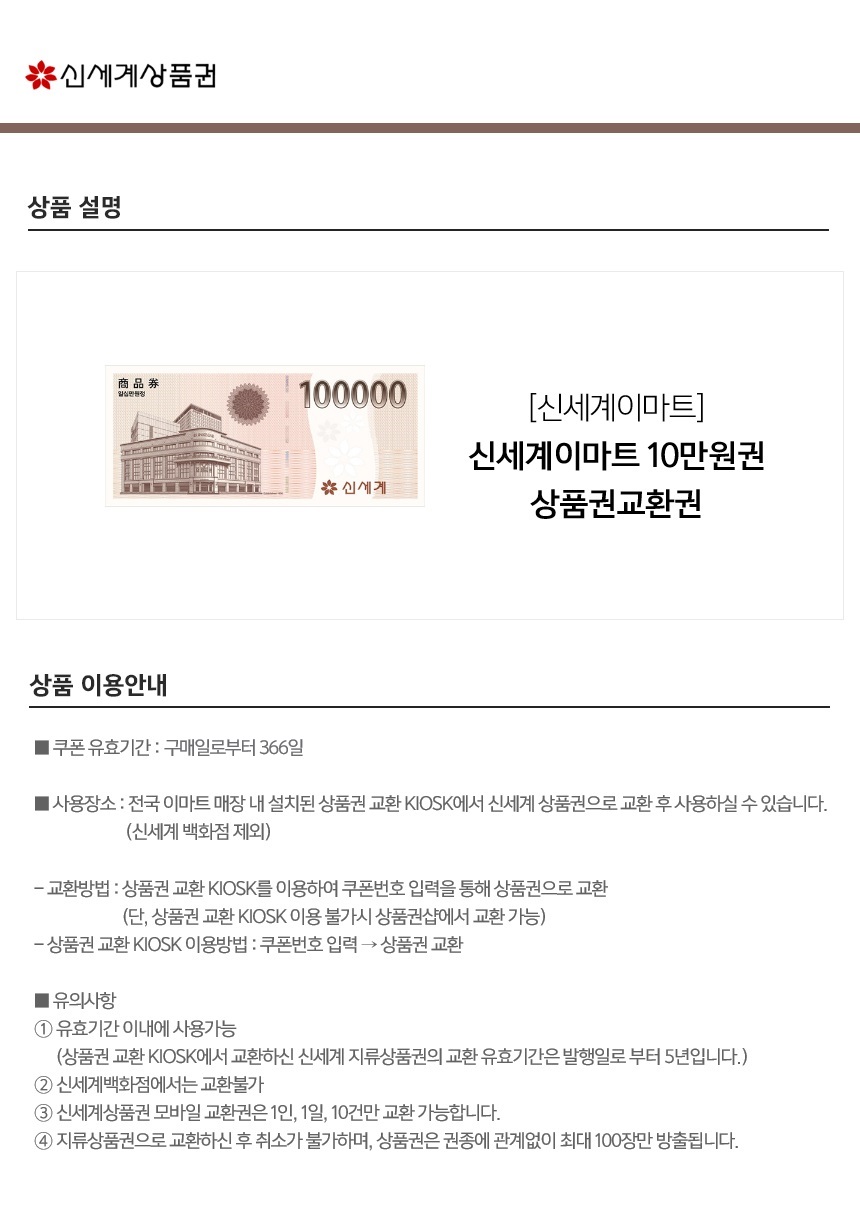 신세계상품권
상품 설명
商品券
일십만원정
100000
신세계
[신세계이마트]
신세계이마트 10만원권
상품권교환권
상품 이용안내
■ 쿠폰 유효기간 : 구매일로부터 366일
■ 사용장소 : 전국 이마트 매장 내 설치된 상품권 교환 KIOSK에서 신세계 상품권으로 교환 후 사용하실 수 있습니다.
(신세계 백화점 제외)
- 교환방법 : 상품권 교환 KIOSK를 이용하여 쿠폰번호 입력을 통해 상품권으로 교환
(단, 상품권 교환 KIOSK 이용 불가시 상품권샵에서 교환 가능)
- 상품권 교환 KIOSK 이용방법 : 쿠폰번호 입력 → 상품권 교환
■ 유의사항
① 유효기간 이내에 사용가능
(상품권 교환 KIOSK에서 교환하신 신세계 지류상품권의 교환 유효기간은 발행일로 부터 5년입니다.)
② 신세계백화점에서는 교환불가
③ 신세계상품권 모바일 교환권은 1인, 1일, 10건만 교환 가능합니다.
④ 지류상품권으로 교환하신 후 취소가 불가하며, 상품권은 권종에 관계없이 최대 100장만 방출됩니다.